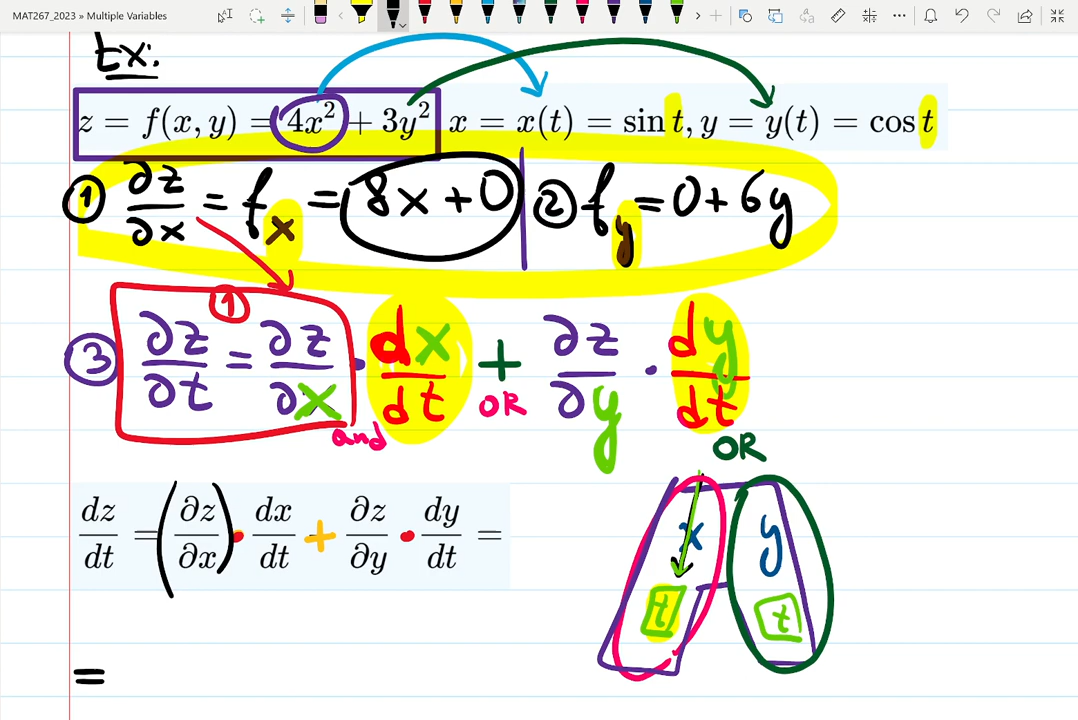 MAT267_2023 » Multiple Variables
Ex:
z = f(x, y) = 4x² + 3y² x = x(t) = sin t, y = y(t) = cos t
① ∂z/∂x = fx = 8x + 0 ② fy = 0 + 6y
①
③ ∂z/∂t = ∂z/∂x · dx/dt + ∂z/∂y · dy/dt
and OR
OR
dz/dt = (∂z/∂x) · dx/dt + ∂z/∂y · dy/dt =
x y
t t
=